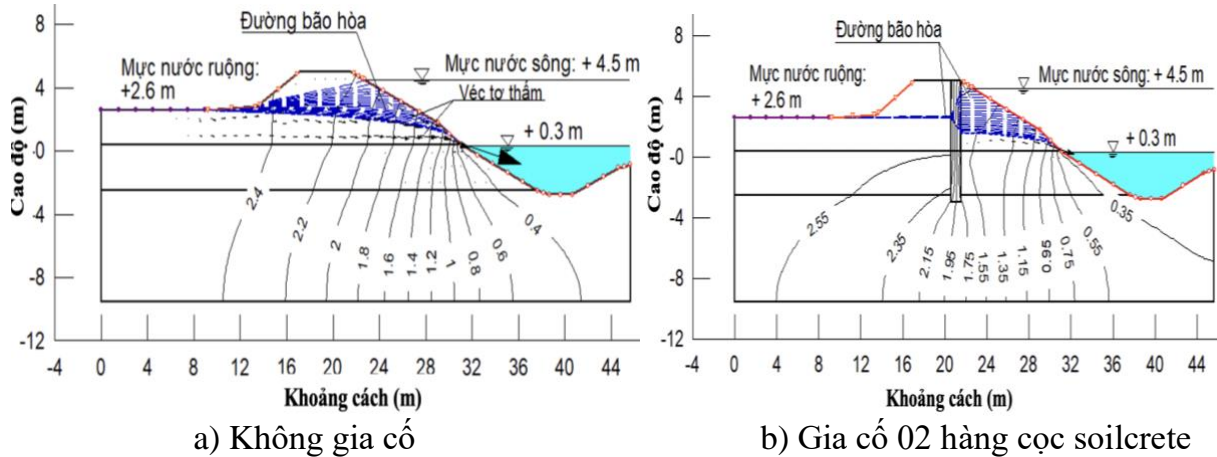 Đường bão hòa
Mực nước ruộng:
+2.6 m
Mực nước sông: + 4.5 m
Véc tơ thấm
+ 0.3 m
Cao độ (m)
8
4
-0
-4
-8
-12
2.4
2.2
2
1.8
1.6
1.4
1.2
1
0.8
0.6
0.4
-4 0 4 8 12 16 20 24 28 32 36 40 44
Khoảng cách (m)
a) Không gia cố
Đường bão hòa
Mực nước ruộng:
+ 2.6 m
Mực nước sông: + 4.5 m
+ 0.3 m
Cao độ (m)
8
4
-0
-4
-8
-12
2.55
2.35
2.15
1.95
1.75
1.55
1.35
1.15
0.95
0.75
0.55
0.35
-4 0 4 8 12 16 20 24 28 32 36 40 44
Khoảng cách (m)
b) Gia cố 02 hàng cọc soilcrete